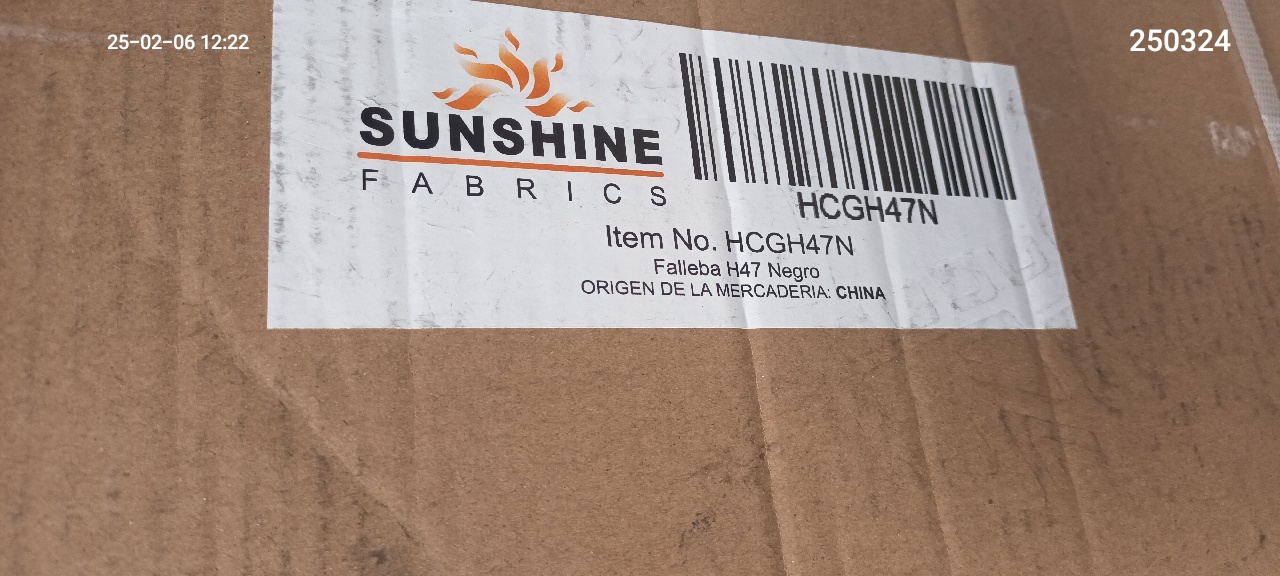 25-02-06 12:22
250324
SUNSHINE
FABRICS
HCGH47N
Item No. HCGH47N
Falleba H47 Negro
ORIGEN DE LA MERCADERIA: CHINA